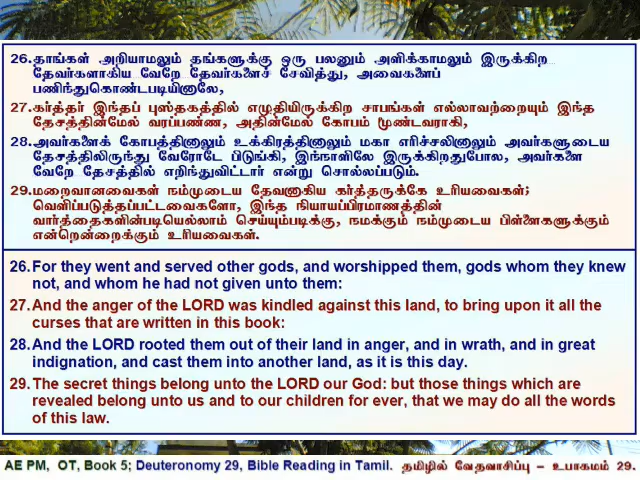 26.தாங்கள் அறியாமலும் தங்களுக்கு ஒரு பலனும் அளிக்காமலும் இருக்கிற
தேவர்களாகிய வேறே தேவர்களைச் சேவித்து, அவைகளைப்
பணிந்துகொண்டபடியினாலே,
27.கர்த்தர் இந்தப் புஸ்தகத்தில் எழுதியிருக்கிற சாபங்கள் எல்லாவற்றையும் இந்த
தேசத்தின்மேல் வரப்பண்ண, அதின்மேல் கோபம் மூண்டவராகி,
28.அவர்களைக் கோபத்தினாலும் உக்கிரத்தினாலும் மகா எரிச்சலினாலும் அவர்களுடைய
தேசத்திலிருந்து வேரோடே பிடுங்கி, இந்நாளிலே இருக்கிறதுபோல, அவர்களை
வேறே தேசத்தில் எறிந்துவிட்டார் என்று சொல்லப்படும்.
29.மறைவானவைகள் நம்முடைய தேவனாகிய கர்த்தருக்கே உரியவைகள்;
வெளிப்படுத்தப்பட்டவைகளோ, இந்த நியாயப்பிரமாணத்தின்
வார்த்தைகளின்படியெல்லாம் செய்யும்படிக்கு, நமக்கும் நம்முடைய பிள்ளைகளுக்கும்
என்றென்றைக்கும் உரியவைகள்.
26.For they went and served other gods, and worshipped them, gods whom they knew
not, and whom he had not given unto them:
27.And the anger of the LORD was kindled against this land, to bring upon it all the
curses that are written in this book:
28.And the LORD rooted them out of their land in anger, and in wrath, and in great
indignation, and cast them into another land, as it is this day.
29.The secret things belong unto the LORD our God: but those things which are
revealed belong unto us and to our children for ever, that we may do all the words
of this law.
AE PM, OT, Book 5; Deuteronomy 29, Bible Reading in Tamil. தமிழில் வேதவாசிப்பு – உபாகமம் 29.